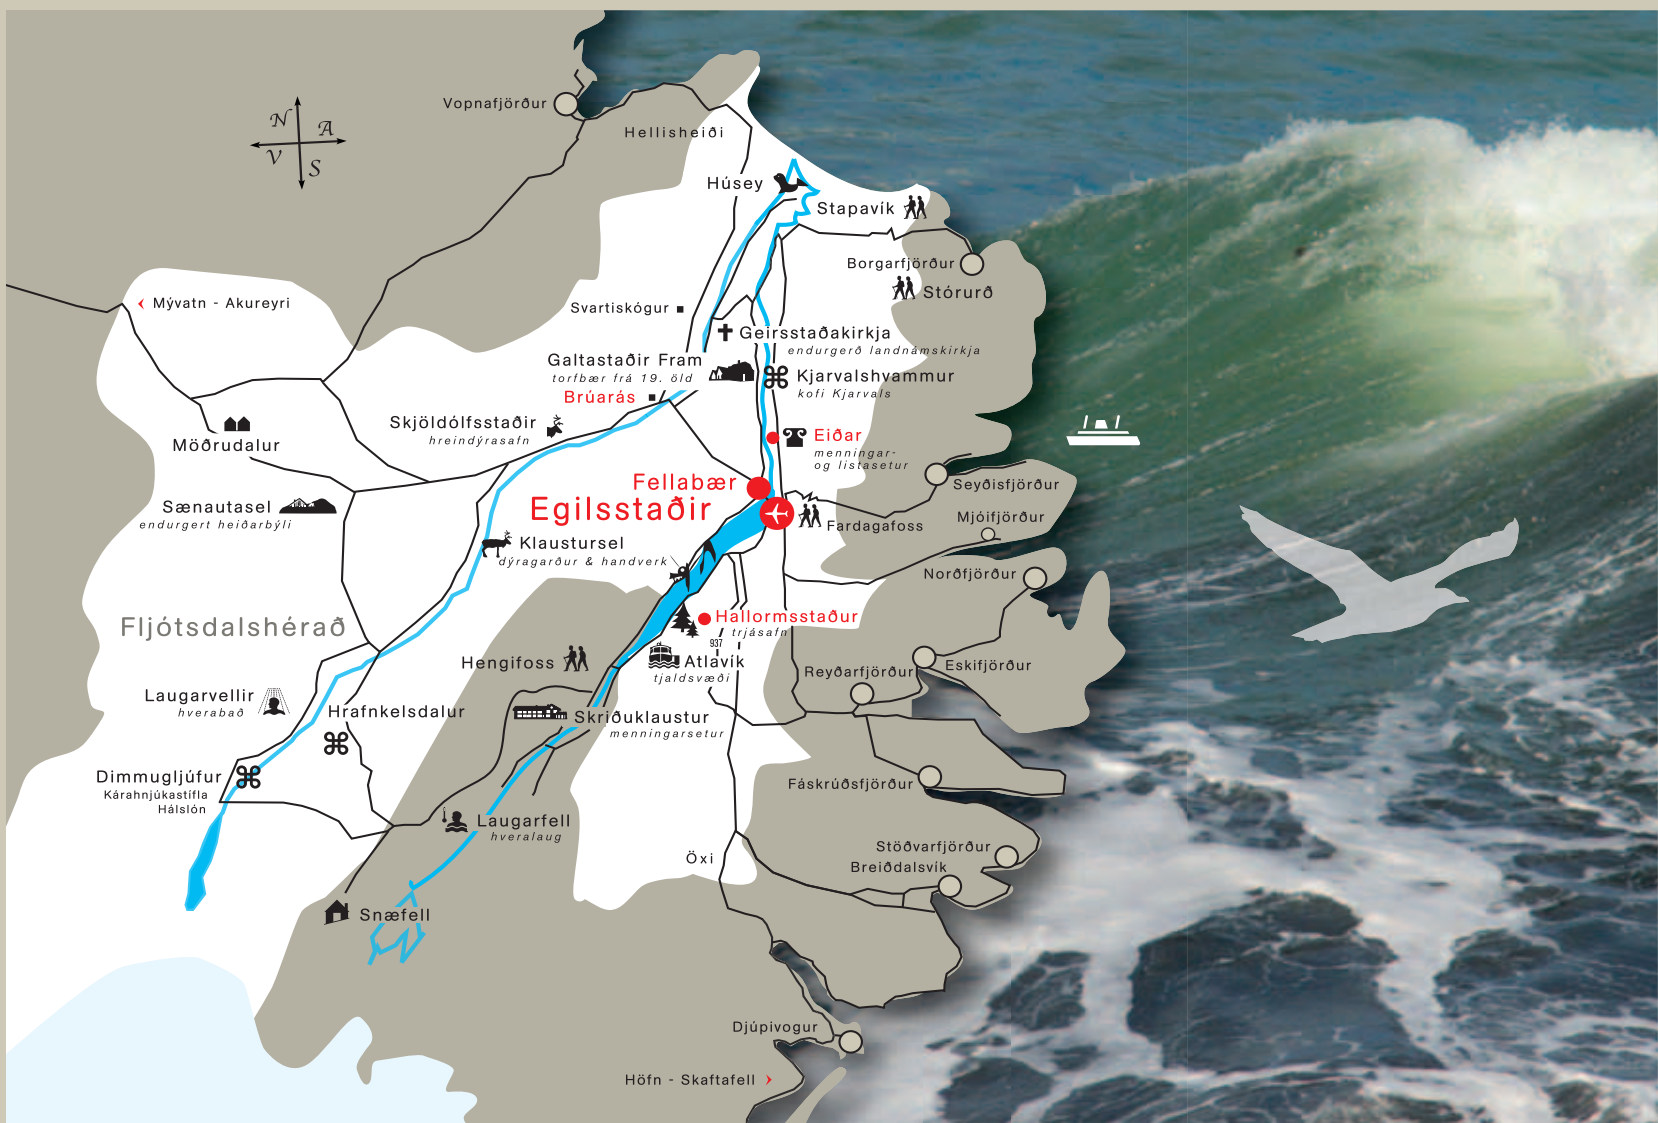 Vopnafjörður
Hellisheiði
N
A
V
S
Húsey
Stapavík
Borgarfjörður
Stórurð
Mývatn - Akureyri
Svartiskógur
Geirsstaðakirkja
endurgerð landnámskirkja
Galtastaðir Fram
torfbær frá 19. öld
Kjarvalshvammur
kofi Kjarvals
Brúarás
Skjöldólfsstaðir
hreindýrasafn
Möðrudalur
Eiðar
menningar-
og listasetur
Fellabær
Egilsstaðir
Seyðisfjörður
Sænautasel
endurgert heiðarbýli
Fardagafoss
Mjóifjörður
Klaustursel
dýragarður & handverk
Norðfjörður
Fljótsdalshérað
Hallormsstaður
trjásafn
937
Hengifoss
Atlavík
tjaldsvæði
Reyðarfjörður
Eskifjörður
Laugarvellir
hverabað
Hrafnkelsdalur
Skriðuklaustur
menningarsetur
Dimmugljúfur
Kárahnjúkastífla
Hálslón
Fáskrúðsfjörður
Laugarfell
hveralaug
Öxi
Stöðvarfjörður
Breiðdalsvík
Snæfell
Djúpivogur
Höfn - Skaftafell